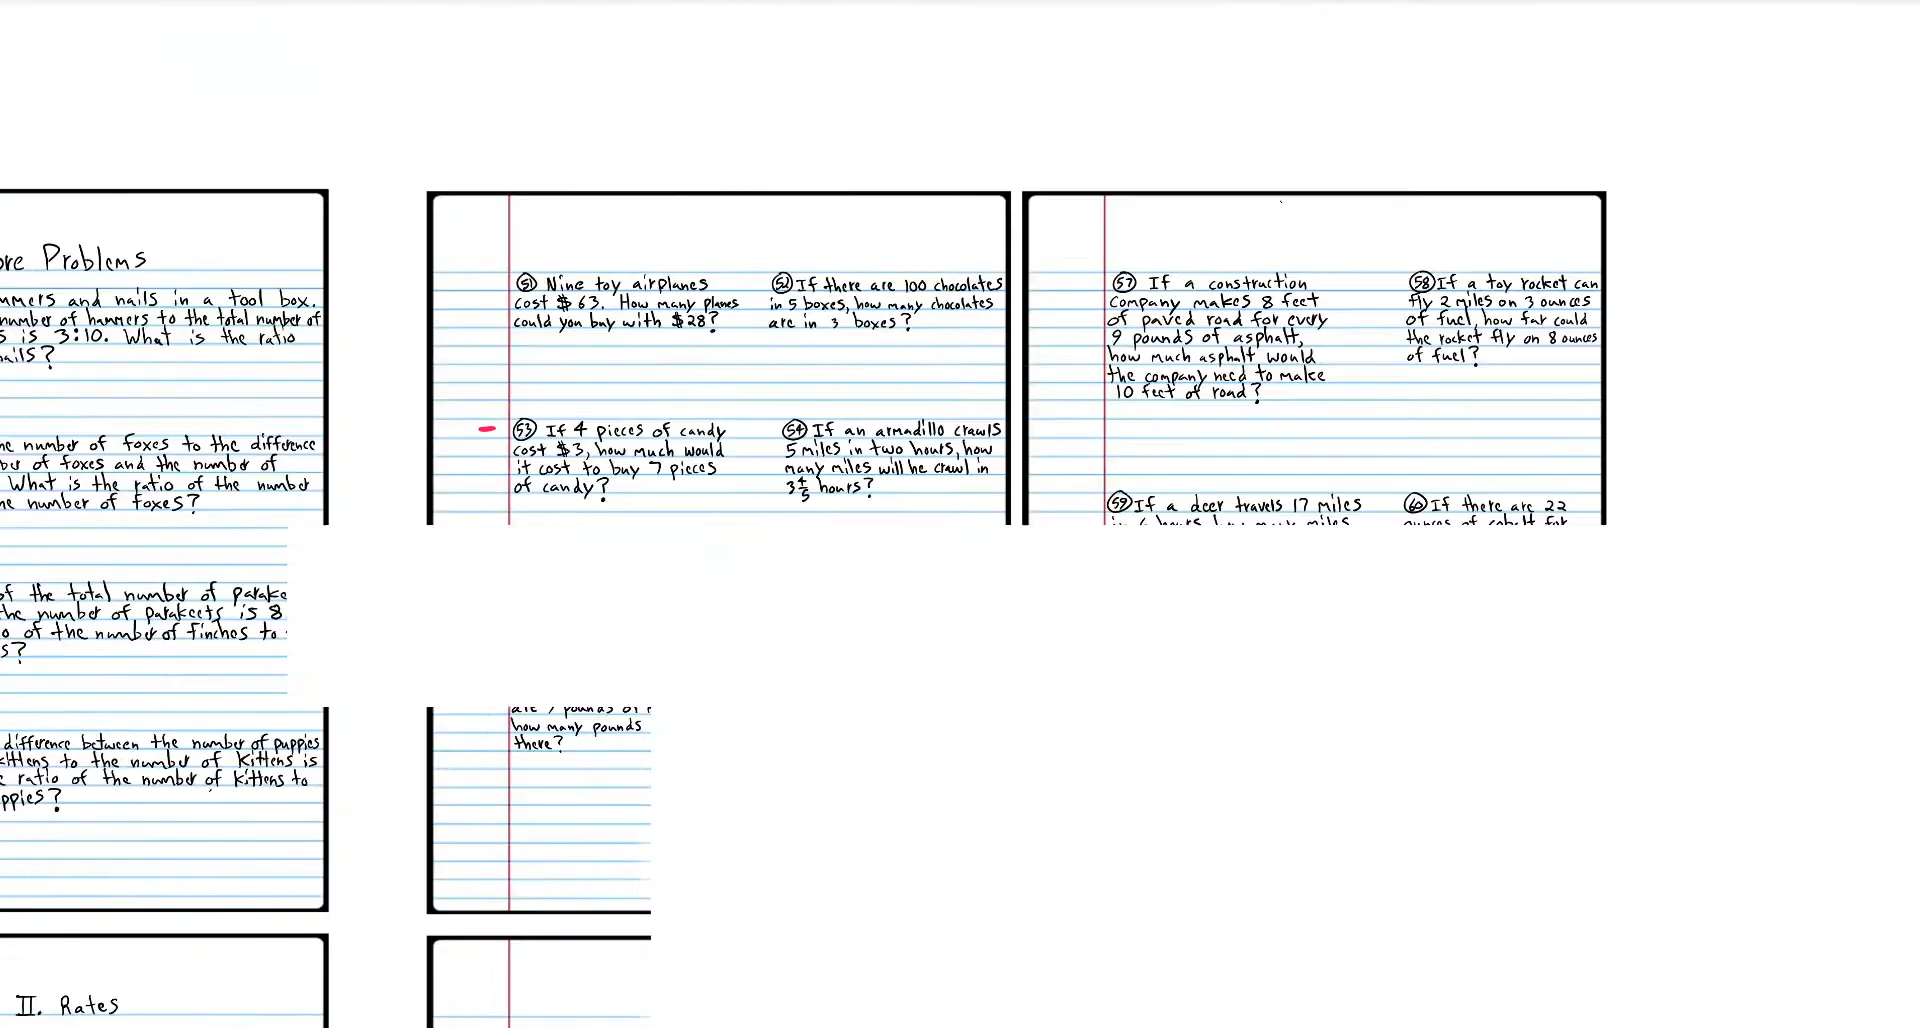 ore Problems
mmers and nails in a tool box.
number of hammers to the total number of
s is 3:10. What is the ratio
nails?
he number of foxes to the difference
ber of foxes and the number of
What is the ratio of the number
he number of foxes?
of the total number of parake
the number of parakeets is 8
o of the number of finches to
s?
difference between the number of puppies
kittens to the number of kittens is
e ratio of the number of kittens to
ppies?
II. Rates
51 Nine toy airplanes
cost $63. How many planes
could you buy with $28?
52 If there are 100 chocolates
in 5 boxes, how many chocolates
are in 3 boxes?
53 If 4 pieces of candy
cost $3, how much would
it cost to buy 7 pieces
of candy?
54 If an armadillo crawls
5 miles in two hours, how
many miles will he crawl in
3 4/5 hours?
how many pounds
there?
57 If a construction
company makes 8 feet
of paved road for every
9 pounds of asphalt,
how much asphalt would
the company need to make
10 feet of road?
58 If a toy rocket can
fly 2 miles on 3 ounces
of fuel, how far could
the rocket fly on 8 ounces
of fuel?
59 If a deer travels 17 miles
60 If there are 22